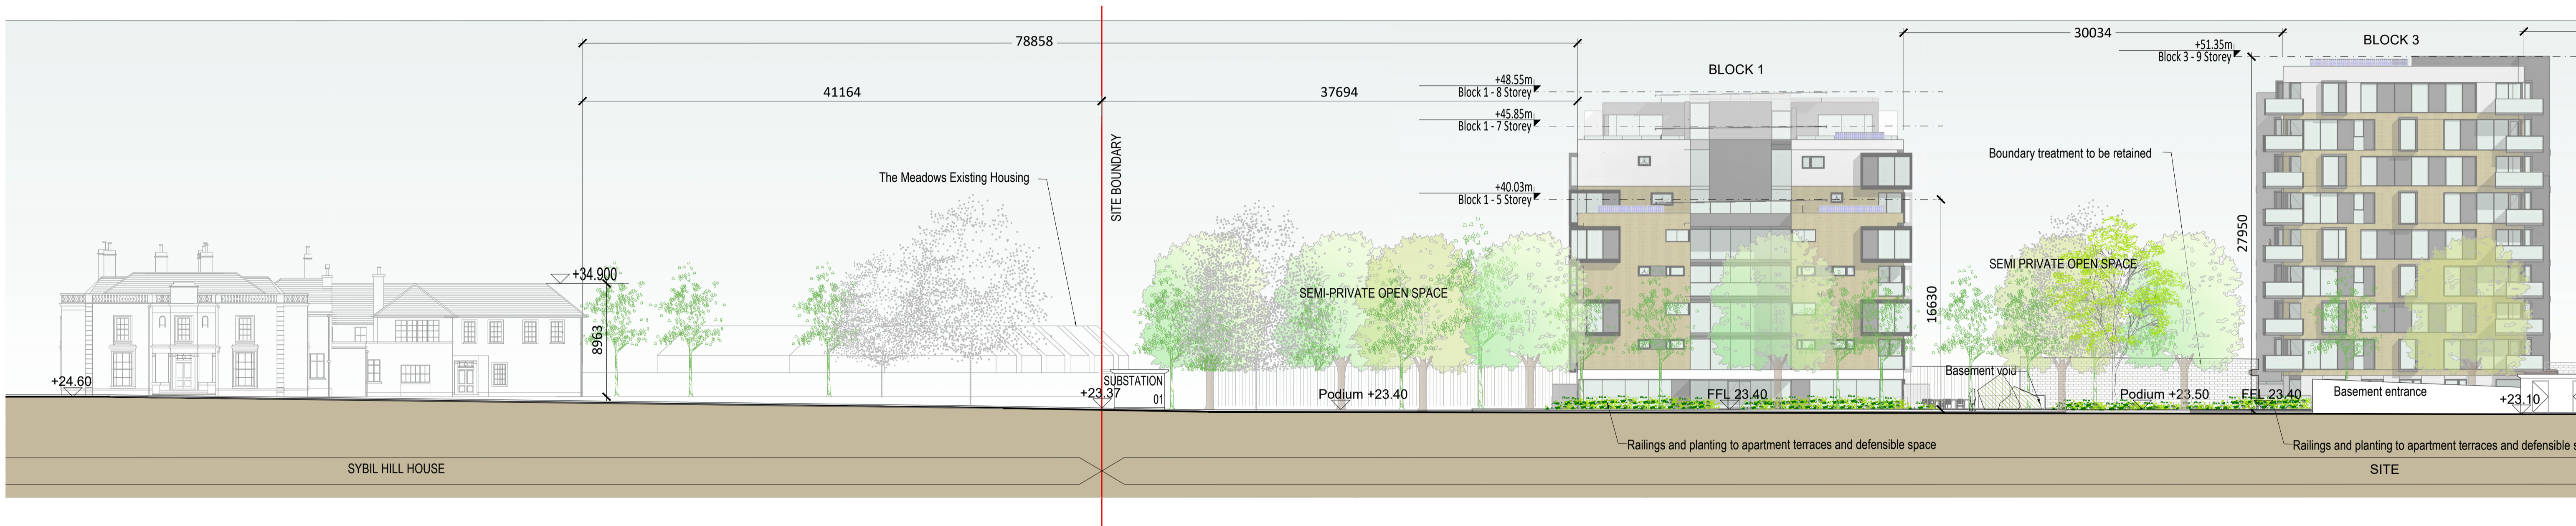 78858
41164
37694
The Meadows Existing Housing
SITE BOUNDARY
+34.900
8963
+24.60
+23.37
SUBSTATION
01
SYBIL HILL HOUSE
SEMI-PRIVATE OPEN SPACE
Podium +23.40
+48.55m
Block 1 - 8 Storey
+45.85m
Block 1 - 7 Storey
+40.03m
Block 1 - 5 Storey
BLOCK 1
FFL 23.40
Railings and planting to apartment terraces and defensible space
16630
30034
Boundary treatment to be retained
SEMI PRIVATE OPEN SPACE
Basement void
Podium +23.50
+51.35m
Block 3 - 9 Storey
BLOCK 3
27950
FFL 23.40
Basement entrance
+23.10
Railings and planting to apartment terraces and defensible s
SITE